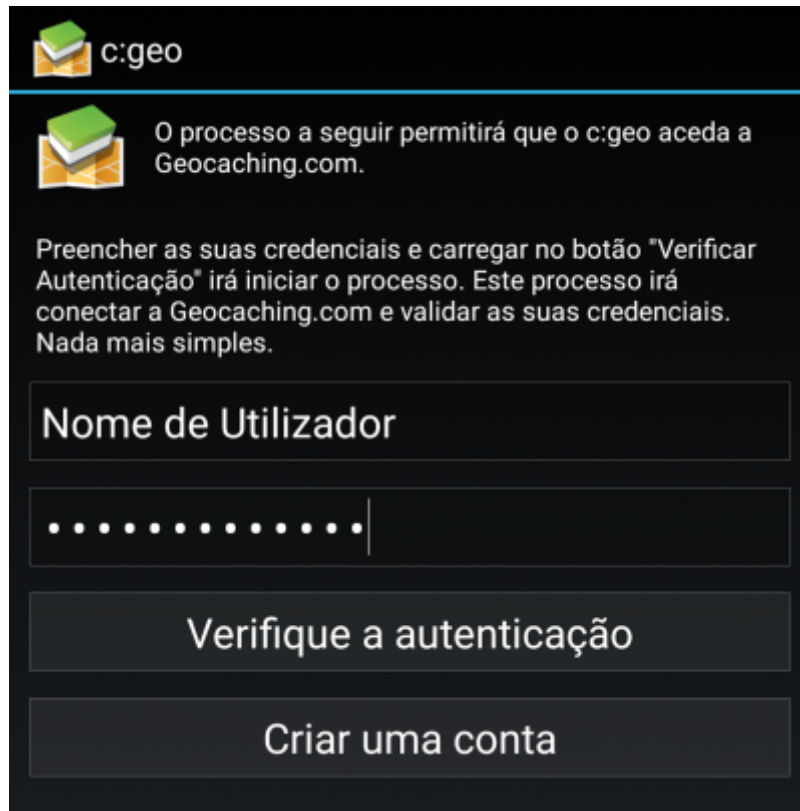 c:geo
O processo a seguir permitirá que o c:geo aceda a
Geocaching.com.
Preencher as suas credenciais e carregar no botão "Verificar
Autenticação" irá iniciar o processo. Este processo irá
conectar a Geocaching.com e validar as suas credenciais.
Nada mais simples.
Nome de Utilizador
•••••••••••••
Verifique a autenticação
Criar uma conta